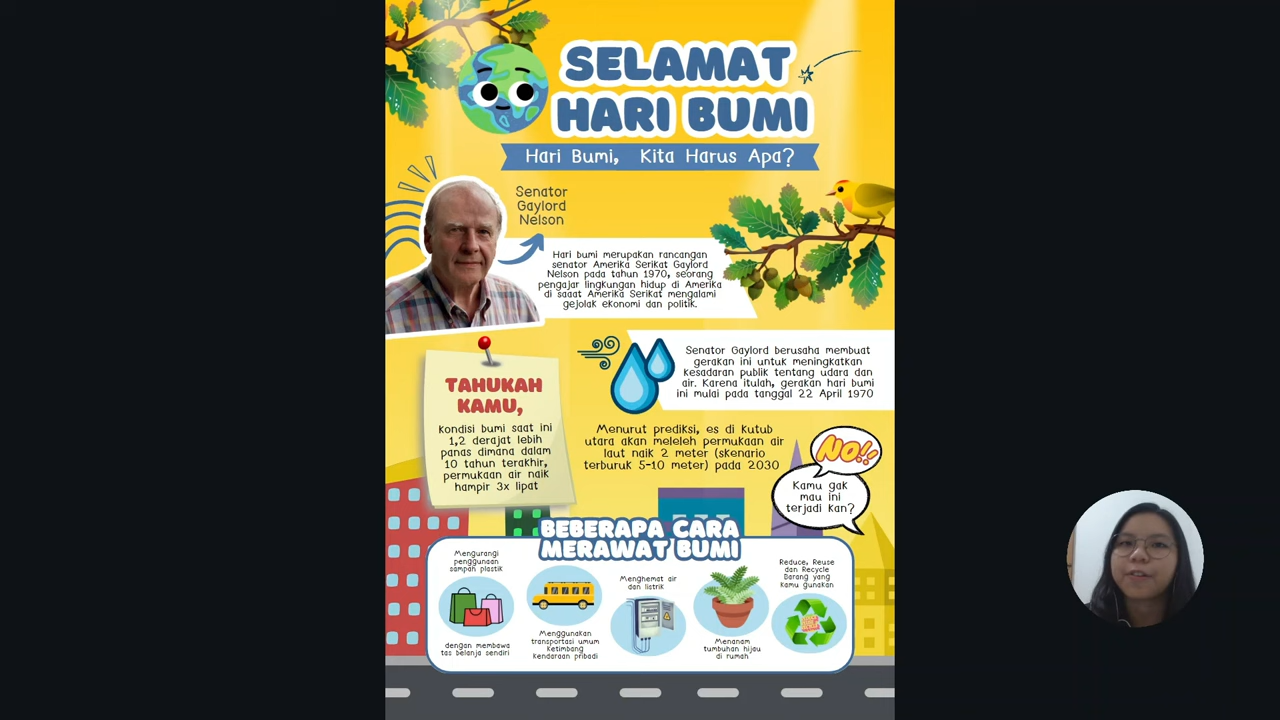 SELAMAT
HARI BUMI
Hari Bumi, Kita Harus Apa?
Senator
Gaylord
Nelson
Hari bumi merupakan rancangan
senator Amerika Serikat Gaylord
Nelson pada tahun 1970, seorang
pengajar lingkungan hidup di Amerika
di saaat Amerika Serikat mengalami
gejolak ekonomi dan politik.
Senator Gaylord berusaha membuat
gerakan ini untuk meningkatkan
kesadaran publik tentang udara dan
air. Karena itulah, gerakan hari bumi
ini mulai pada tanggal 22 April 1970
TAHUKAH
KAMU,
Kondisi bumi saat ini
1,2 derajat lebih
panas dimana dalam
10 tahun terakhir,
permukaan air naik
hampir 3x lipat
Menurut prediksi, es di Kutub
utara akan meleleh permukaan air
laut naik 2 meter (skenario
terburuk 5-10 meter) pada 2030
NO!!
Kamu gak
mau ini
terjadi kan?
BEBERAPA CARA
MERAWAT BUMI
Mengurangi
penggunaan
sampah plastik
dengan membawa
tas belanja sendiri
Menggunakan
transportasi umum
Ketimbang
Kendaraan pribadi
Menghemat air
dan listrik
Menanam
tumbuhan hijau
di rumah
Reduce, Reuse
dan Recycle
Barang yang
Kamu gunakan